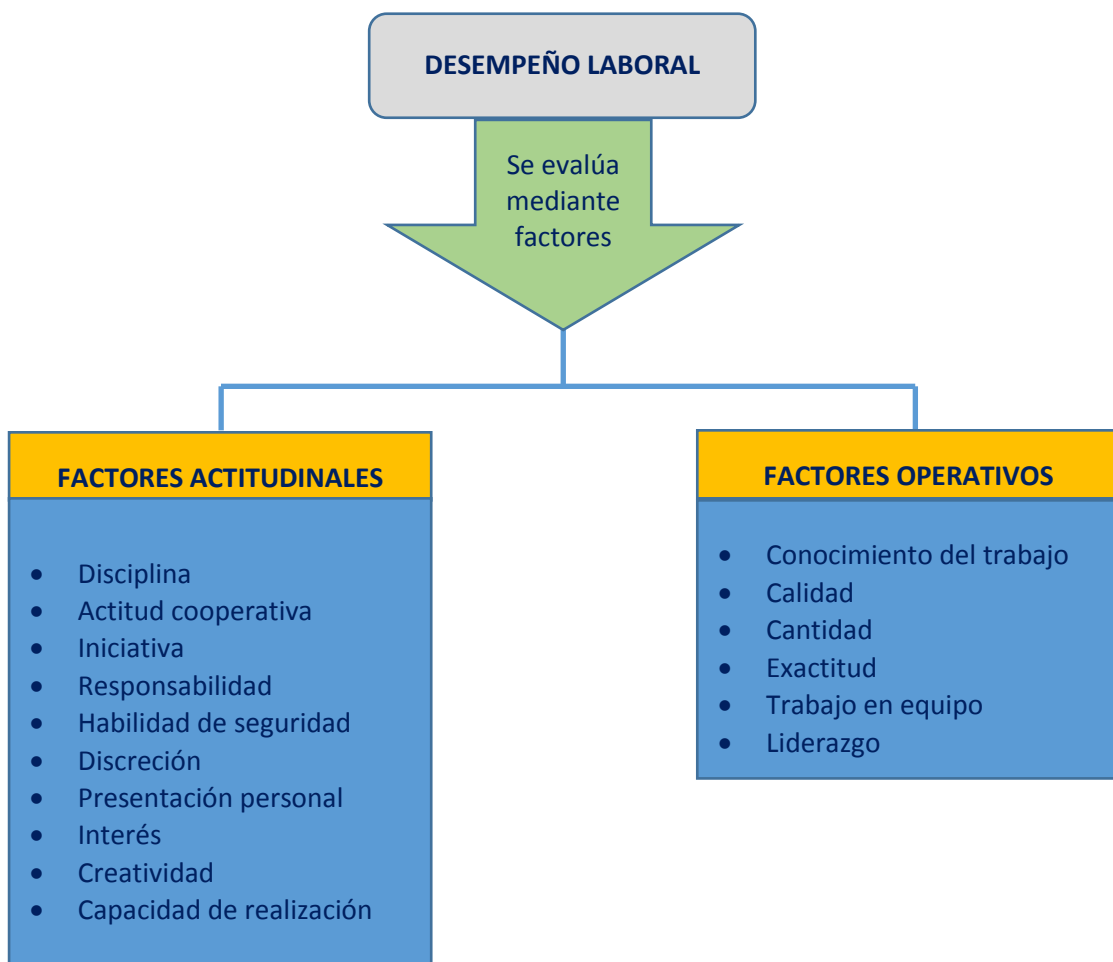 DESEMPEÑO LABORAL
Se evalúa
mediante
factores
FACTORES ACTITUDINALES
• Disciplina
• Actitud cooperativa
• Iniciativa
• Responsabilidad
• Habilidad de seguridad
• Discreción
• Presentación personal
• Interés
• Creatividad
• Capacidad de realización
FACTORES OPERATIVOS
• Conocimiento del trabajo
• Calidad
• Cantidad
• Exactitud
• Trabajo en equipo
• Liderazgo